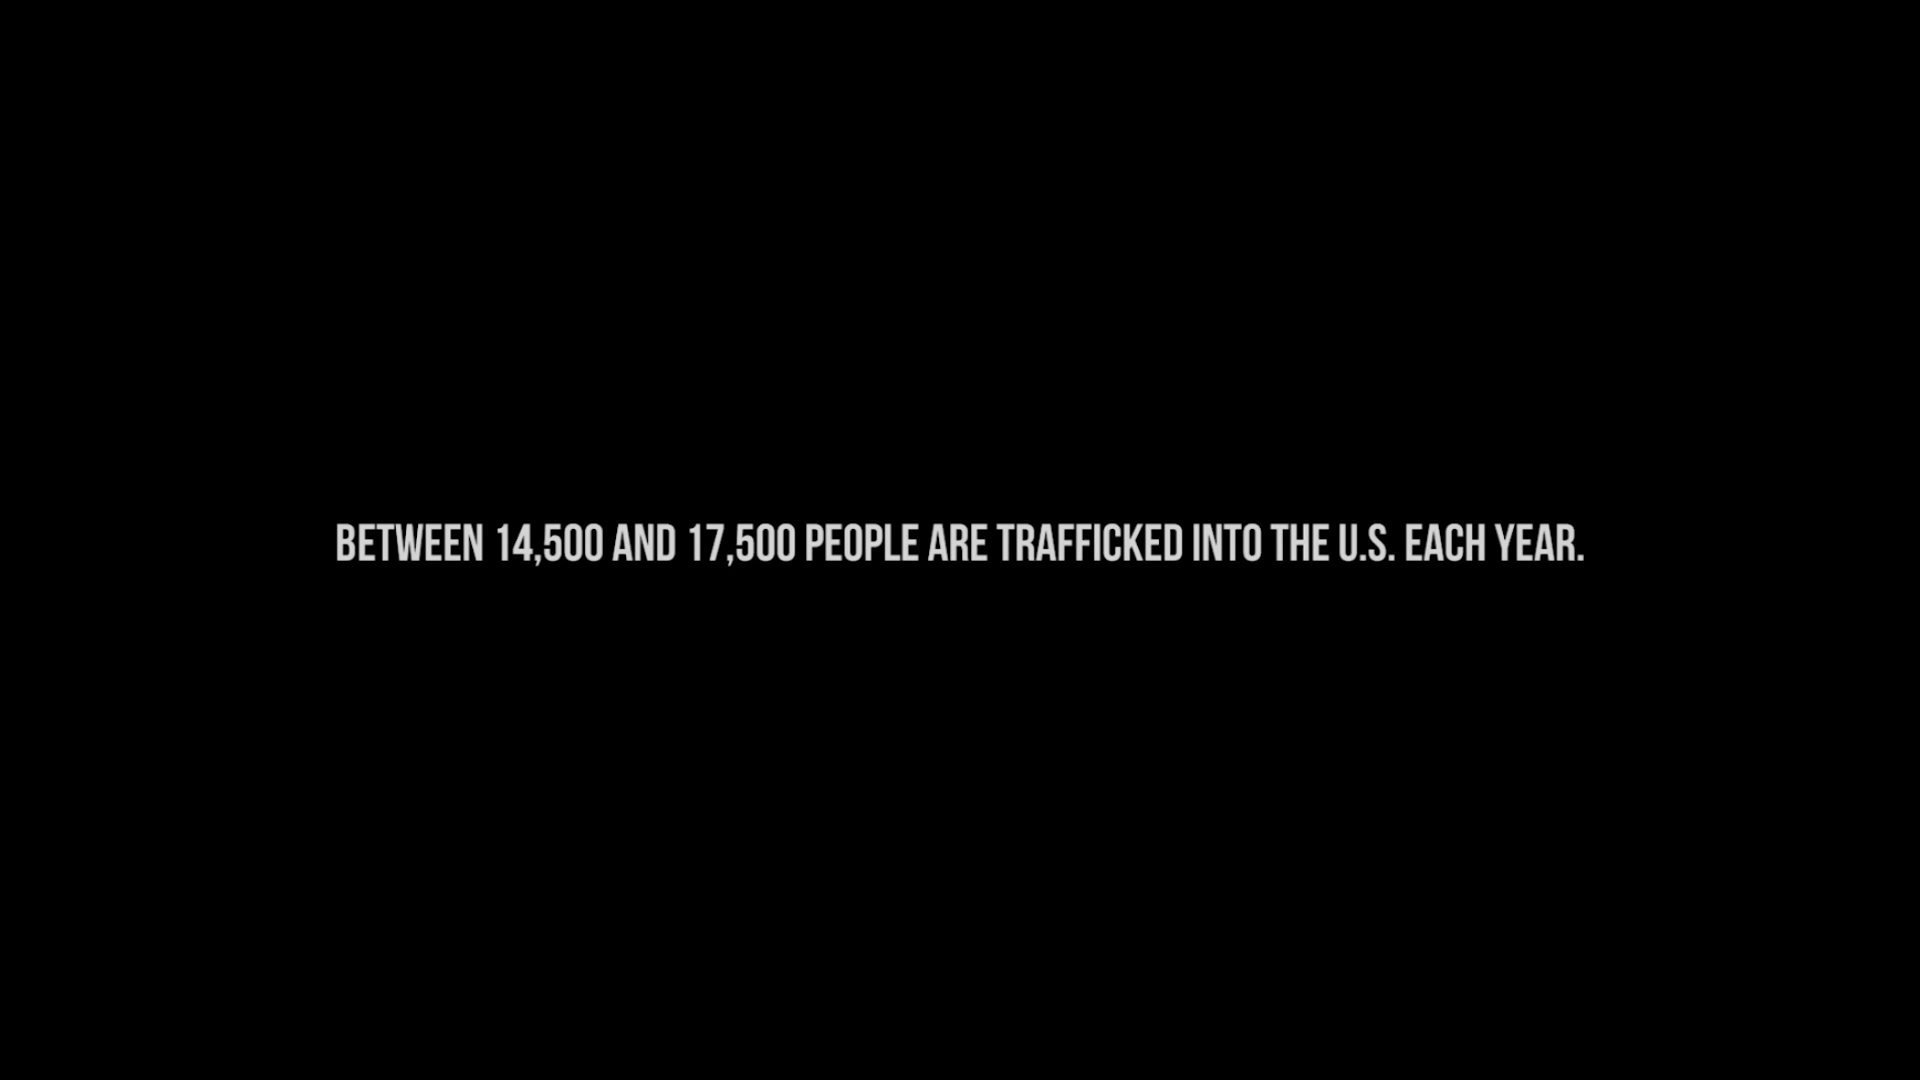 BETWEEN 14,500 AND 17,500 PEOPLE ARE TRAFFICKED INTO THE U.S. EACH YEAR.